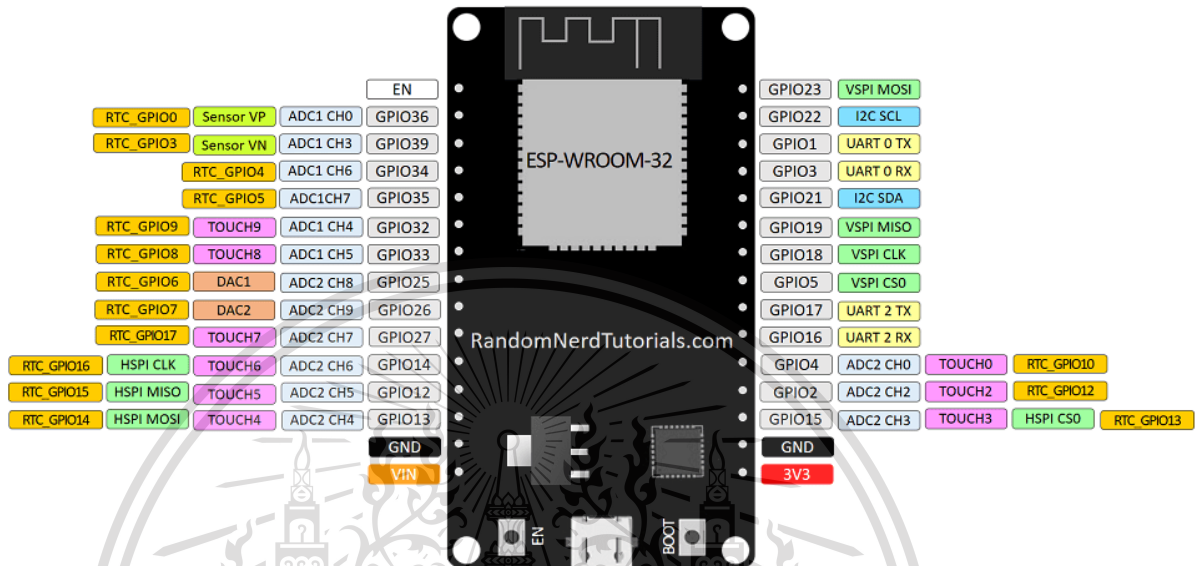 EN
GPIO23 VSPI MOSI
RTC_GPIO0 Sensor VP ADC1 CH0 GPIO36
GPIO22 I2C SCL
RTC_GPIO3 Sensor VN ADC1 CH3 GPIO39
GPIO1 UART 0 TX
RTC_GPIO4 ADC1 CH6 GPIO34
ESP-WROOM-32
GPIO3 UART 0 RX
RTC_GPIO5 ADC1CH7 GPIO35
GPIO21 I2C SDA
RTC_GPIO9 TOUCH9 ADC1 CH4 GPIO32
GPIO19 VSPI MISO
RTC_GPIO8 TOUCH8 ADC1 CH5 GPIO33
GPIO18 VSPI CLK
RTC_GPIO6 DAC1 ADC2 CH8 GPIO25
GPIO5 VSPI CS0
RTC_GPIO7 DAC2 ADC2 CH9 GPIO26
GPIO17 UART 2 TX
RTC_GPIO17 TOUCH7 ADC2 CH7 GPIO27
RandomNerdTutorials.com
GPIO16 UART 2 RX
RTC_GPIO16 HSPI CLK TOUCH6 ADC2 CH6 GPIO14
GPIO4 ADC2 CH0 TOUCH0 RTC_GPIO10
RTC_GPIO15 HSPI MISO TOUCH5 ADC2 CH5 GPIO12
GPIO2 ADC2 CH2 TOUCH2 RTC_GPIO12
RTC_GPIO14 HSPI MOSI TOUCH4 ADC2 CH4 GPIO13
GPIO15 ADC2 CH3 TOUCH3 HSPI CS0 RTC_GPIO13
GND
GND
VIN
3V3
EN
BOOT